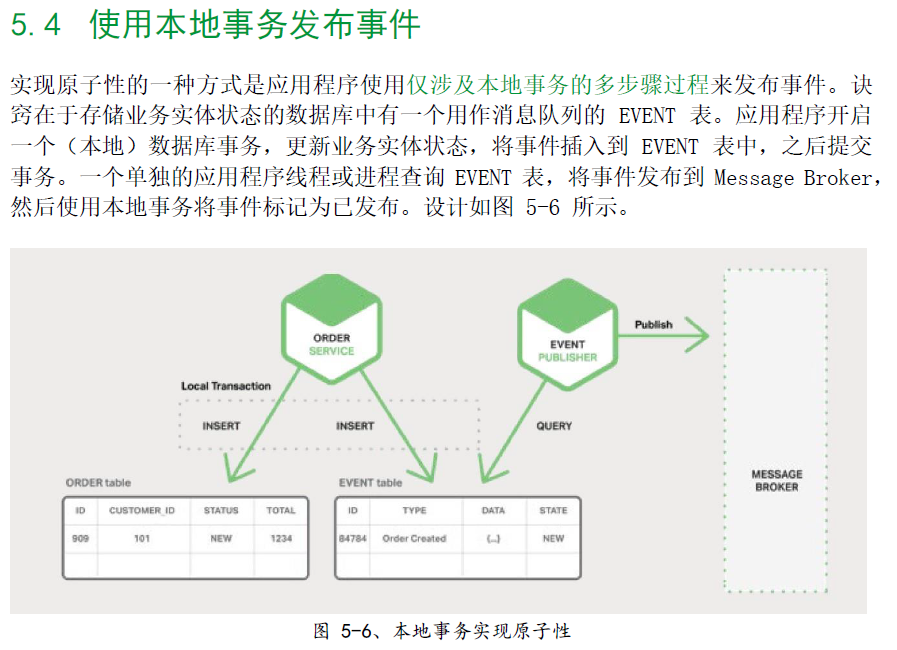 5.4 使用本地事务发布事件
实现原子性的一种方式是应用程序使用仅涉及本地事务的多步骤过程来发布事件。诀
窍在于存储业务实体状态的数据库中有一个用作消息队列的 EVENT 表。应用程序开启
一个（本地）数据库事务，更新业务实体状态，将事件插入到 EVENT 表中，之后提交
事务。一个单独的应用程序线程或进程查询 EVENT 表，将事件发布到 Message Broker，
然后使用本地事务将事件标记为已发布。设计如图 5-6 所示。
ORDER
SERVICE
EVENT
PUBLISHER
Publish
Local Transaction
INSERT
INSERT
QUERY
MESSAGE
BROKER
ORDER table
ID CUSTOMER_ID STATUS TOTAL
909 101 NEW 1234
EVENT table
ID TYPE DATA STATE
84784 Order Created {...} NEW
图 5-6、本地事务实现原子性